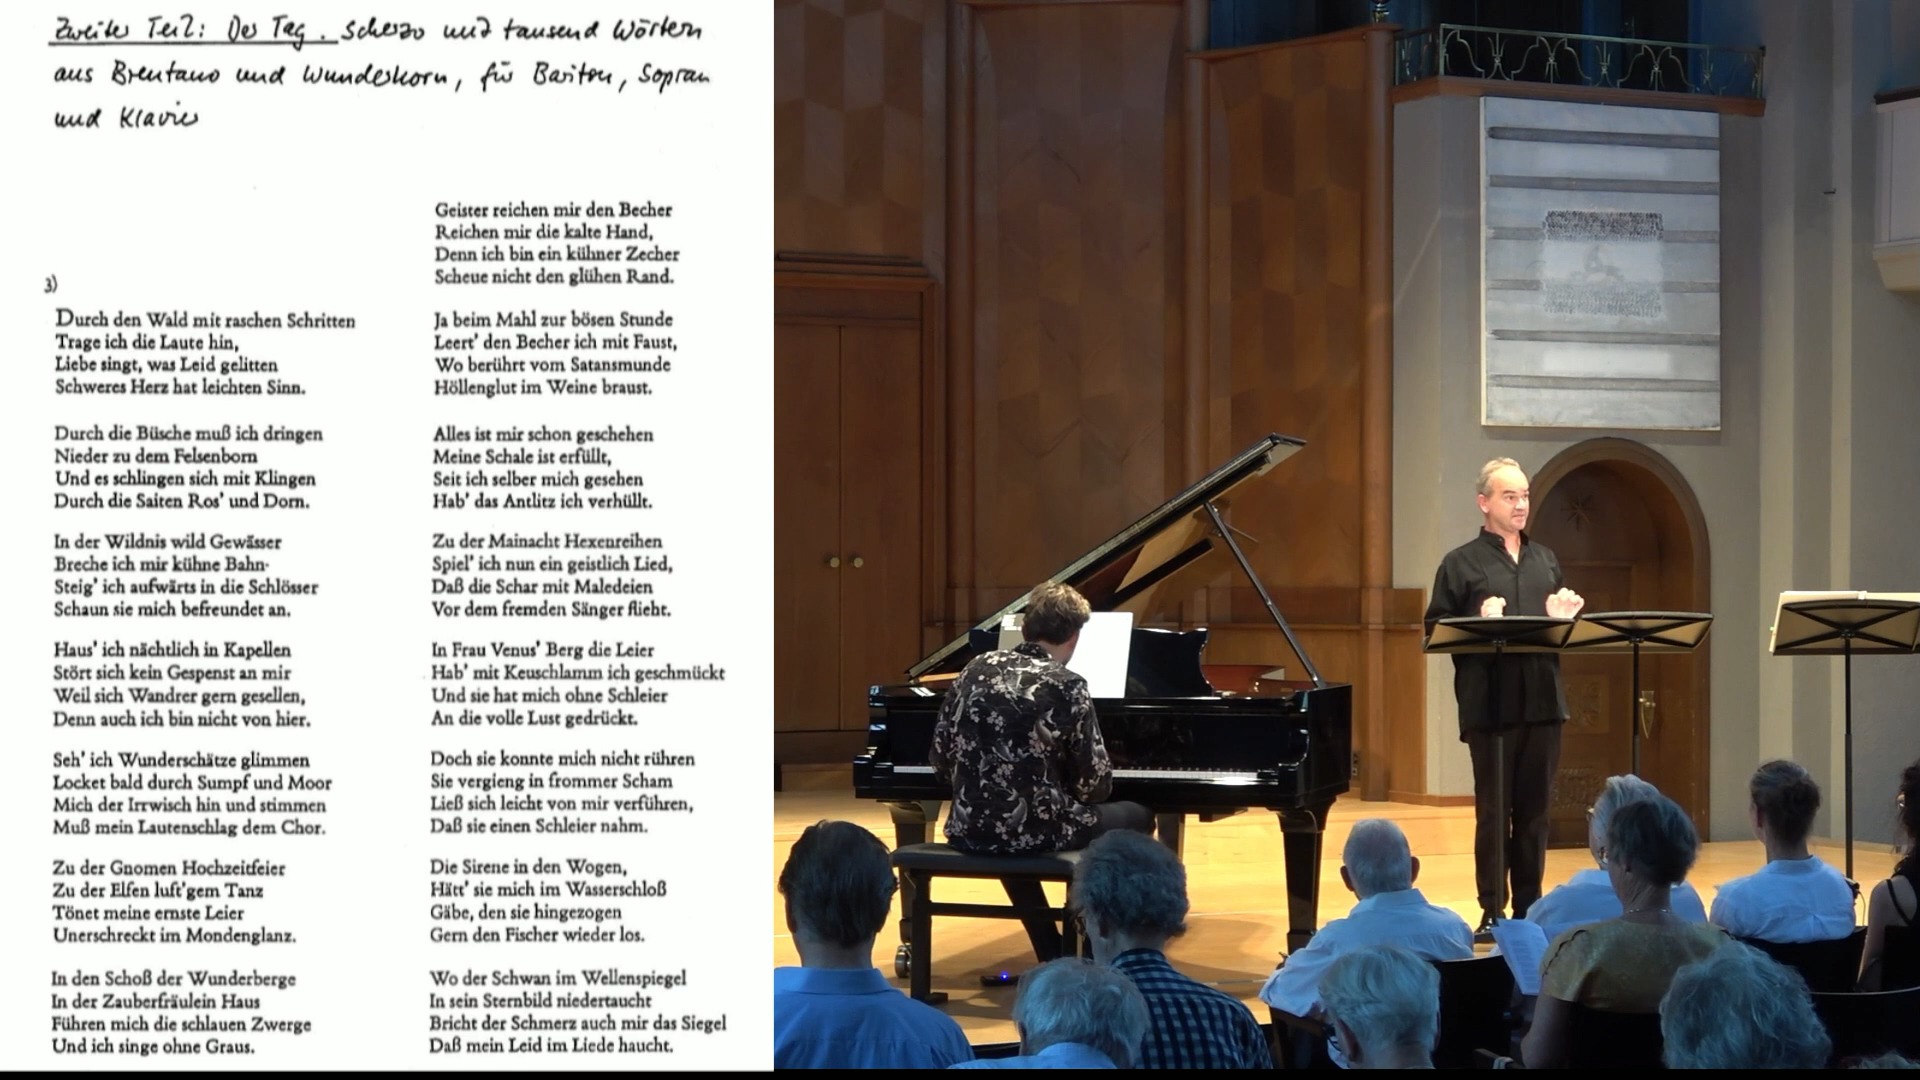 Zweiter Teil: Der Tag. Scherzo mit tausend Wörtern
aus Brentano und Wunderhorn, für Bariton, Sopran
und Klavier
3)
Durch den Wald mit raschen Schritten
Trage ich die Laute hin,
Liebe singt, was Leid gelitten
Schweres Herz hat leichten Sinn.
Durch die Büsche muß ich dringen
Nieder zu dem Felsenborn
Und es schlingen sich mit Klingen
Durch die Saiten Ros' und Dorn.
In der Wildnis wild Gewässer
Breche ich mir kühne Bahn-
Steig' ich aufwärts in die Schlösser
Schaun sie mich befreundet an.
Haus' ich nächtlich in Kapellen
Stört sich kein Gespenst an mir
Weil sich Wandrer gern gesellen,
Denn auch ich bin nicht von hier.
Seh' ich Wunderschätze glimmen
Locket bald durch Sumpf und Moor
Mich der Irrwisch hin und stimmen
Muß mein Lautenschlag dem Chor.
Zu der Gnomen Hochzeitfeier
Zu der Elfen luft'gem Tanz
Tönet meine ernste Leier
Unerschreckt im Mondenglanz.
In den Schoß der Wunderberge
In der Zauberfräulein Haus
Führen mich die schlauen Zwerge
Und ich singe ohne Graus.
Geister reichen mir den Becher
Reichen mir die kalte Hand,
Denn ich bin ein kühner Zecher
Scheue nicht den glühen Rand.
Ja beim Mahl zur bösen Stunde
Leert' den Becher ich mit Faust,
Wo berührt vom Satansmunde
Höllenglut im Weine braust.
Alles ist mir schon geschehen
Meine Schale ist erfüllt,
Seit ich selber mich gesehen
Hab' das Antlitz ich verhüllt.
Zu der Mainacht Hexenreihen
Spiel' ich nun ein geistlich Lied,
Daß die Schar mit Maledeien
Vor dem fremden Sänger flieht.
In Frau Venus' Berg die Leier
Hab' mit Keuschlamm ich geschmückt
Und sie hat mich ohne Schleier
An die volle Lust gedrückt.
Doch sie konnte mich nicht rühren
Sie vergieng in frommer Scham
Ließ sich leicht von mir verführen,
Daß sie einen Schleier nahm.
Die Sirene in den Wogen,
Hätt' sie mich im Wasserschloß
Gäbe, den sie hingezogen
Gern den Fischer wieder los.
Wo der Schwan im Wellenspiegel
In sein Sternbild niedertaucht
Bricht der Schmerz auch mir das Siegel
Daß mein Leid im Liede haucht.